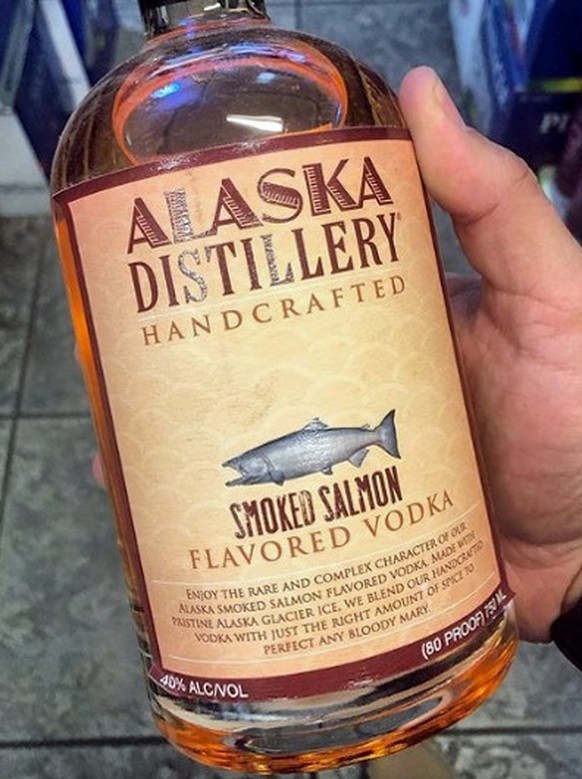 ALASKA
DISTILLERY®
HANDCRAFTED
SMOKED SALMON
FLAVORED VODKA
ENJOY THE RARE AND COMPLEX CHARACTER OF OUR
ALASKA SMOKED SALMON FLAVORED VODKA. MADE WITH
PRISTINE ALASKA GLACIER ICE, WE BLEND OUR HANDCRAFTED
VODKA WITH JUST THE RIGHT AMOUNT OF SPICE TO
PERFECT ANY BLOODY MARY.
40% ALC/VOL
(80 PROOF) 750 ML